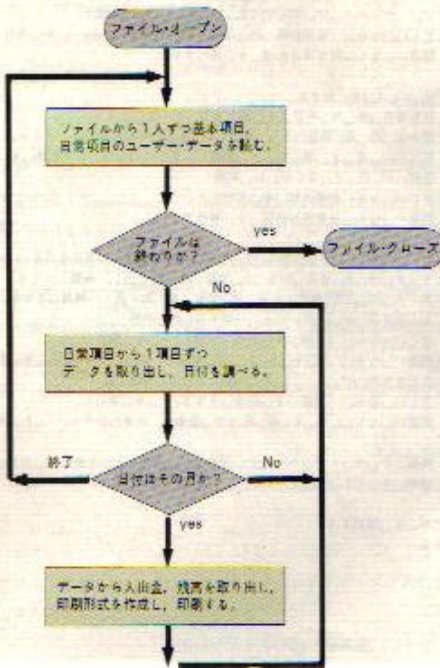 ファイル・オープン
ファイルから1人ずつ基本項目,
日常項目のユーザー・データを読む。
ファイルは
終わりか?
yes
ファイル・クローズ
No
日常項目から1項目ずつ
データを取り出し,日付を調べる。
終了
日付はその月か?
No
yes
データから入出金,残高を取り出し,
印刷形式を作成し,印刷する。